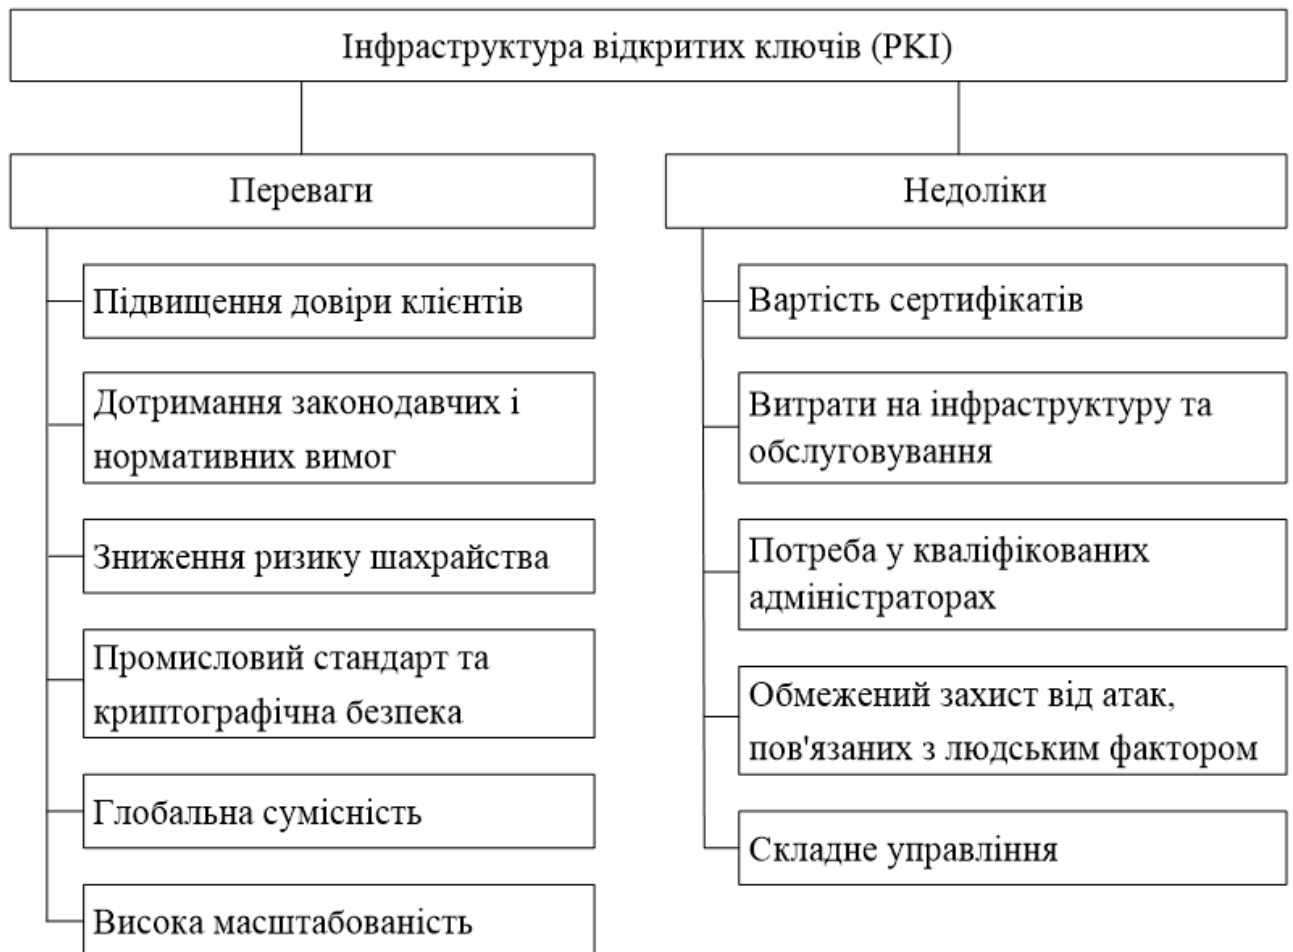 Інфраструктура відкритих ключів (PKI)
Переваги
Підвищення довіри клієнтів
Дотримання законодавчих і
нормативних вимог
Зниження ризику шахрайства
Промисловий стандарт та
криптографічна безпека
Глобальна сумісність
Висока масштабованість
Недоліки
Вартість сертифікатів
Витрати на інфраструктуру та
обслуговування
Потреба у кваліфікованих
адміністраторах
Обмежений захист від атак,
пов'язаних з людським фактором
Складне управління